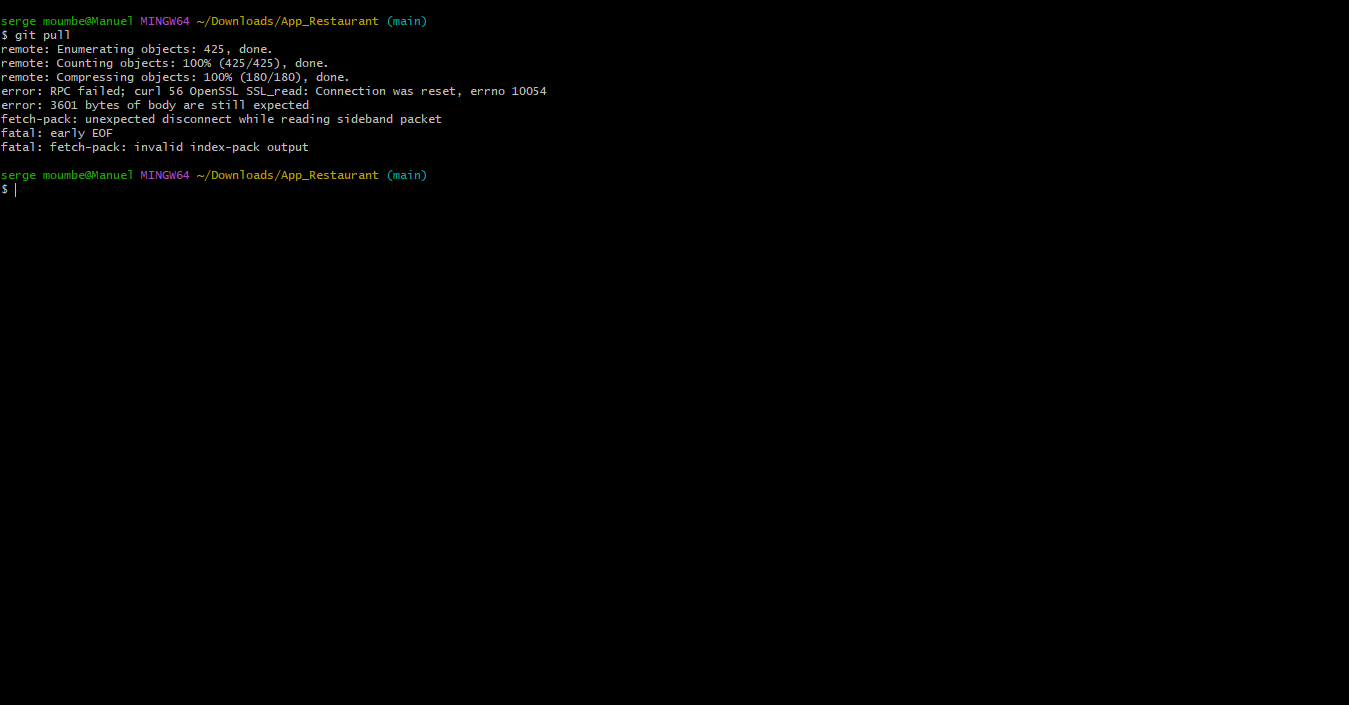 serge moumbe@Manuel MINGW64 ~/Downloads/App_Restaurant (main)
$ git pull
remote: Enumerating objects: 425, done.
remote: Counting objects: 100% (425/425), done.
remote: Compressing objects: 100% (180/180), done.
error: RPC failed; curl 56 OpenSSL SSL_read: Connection was reset, errno 10054
error: 3601 bytes of body are still expected
fetch-pack: unexpected disconnect while reading sideband packet
fatal: early EOF
fatal: fetch-pack: invalid index-pack output
serge moumbe@Manuel MINGW64 ~/Downloads/App_Restaurant (main)
$